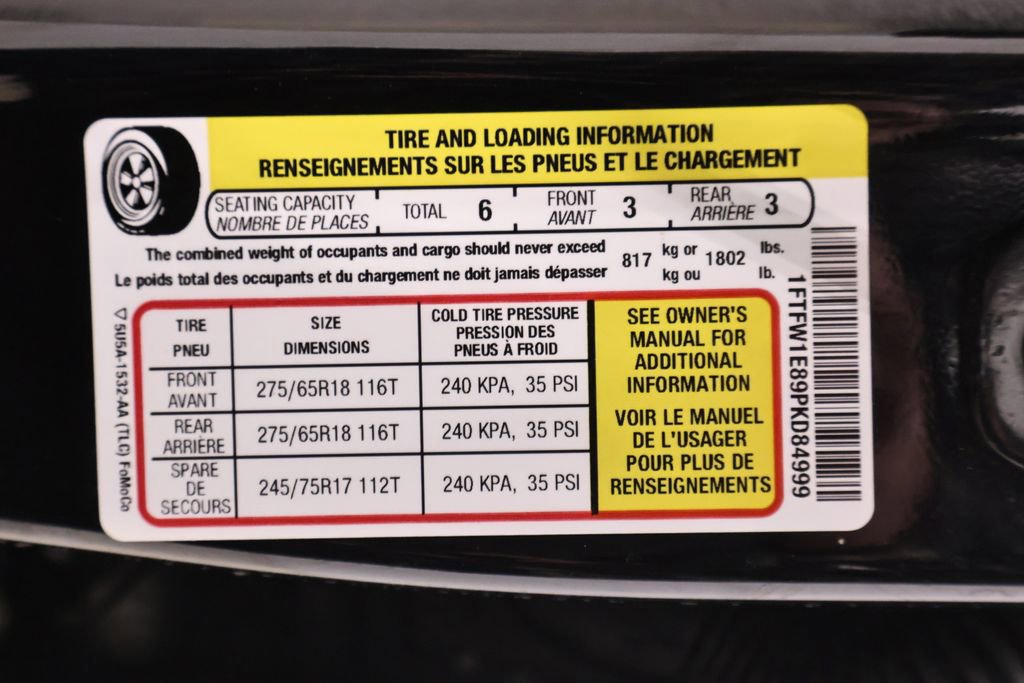 TIRE AND LOADING INFORMATION
RENSEIGNEMENTS SUR LES PNEUS ET LE CHARGEMENT
SEATING CAPACITY
NOMBRE DE PLACES
TOTAL 6
FRONT
AVANT
3
REAR
ARRIÈRE
3
The combined weight of occupants and cargo should never exceed
Le poids total des occupants et du chargement ne doit jamais dépasser
817
kg or
kg ou
1802
lbs.
lb.
TIRE
PNEU
SIZE
DIMENSIONS
COLD TIRE PRESSURE
PRESSION DES
PNEUS À FROID
FRONT
AVANT
275/65R18 116T
240 KPA, 35 PSI
REAR
ARRIÈRE
275/65R18 116T
240 KPA, 35 PSI
SPARE
DE
SECOURS
245/75R17 112T
240 KPA, 35 PSI
SEE OWNER'S
MANUAL FOR
ADDITIONAL
INFORMATION
VOIR LE MANUEL
DE L'USAGER
POUR PLUS DE
RENSEIGNEMENTS
1FTFW1E89PKD84999
5U5A-1532-AA (TLC) FoMoCo